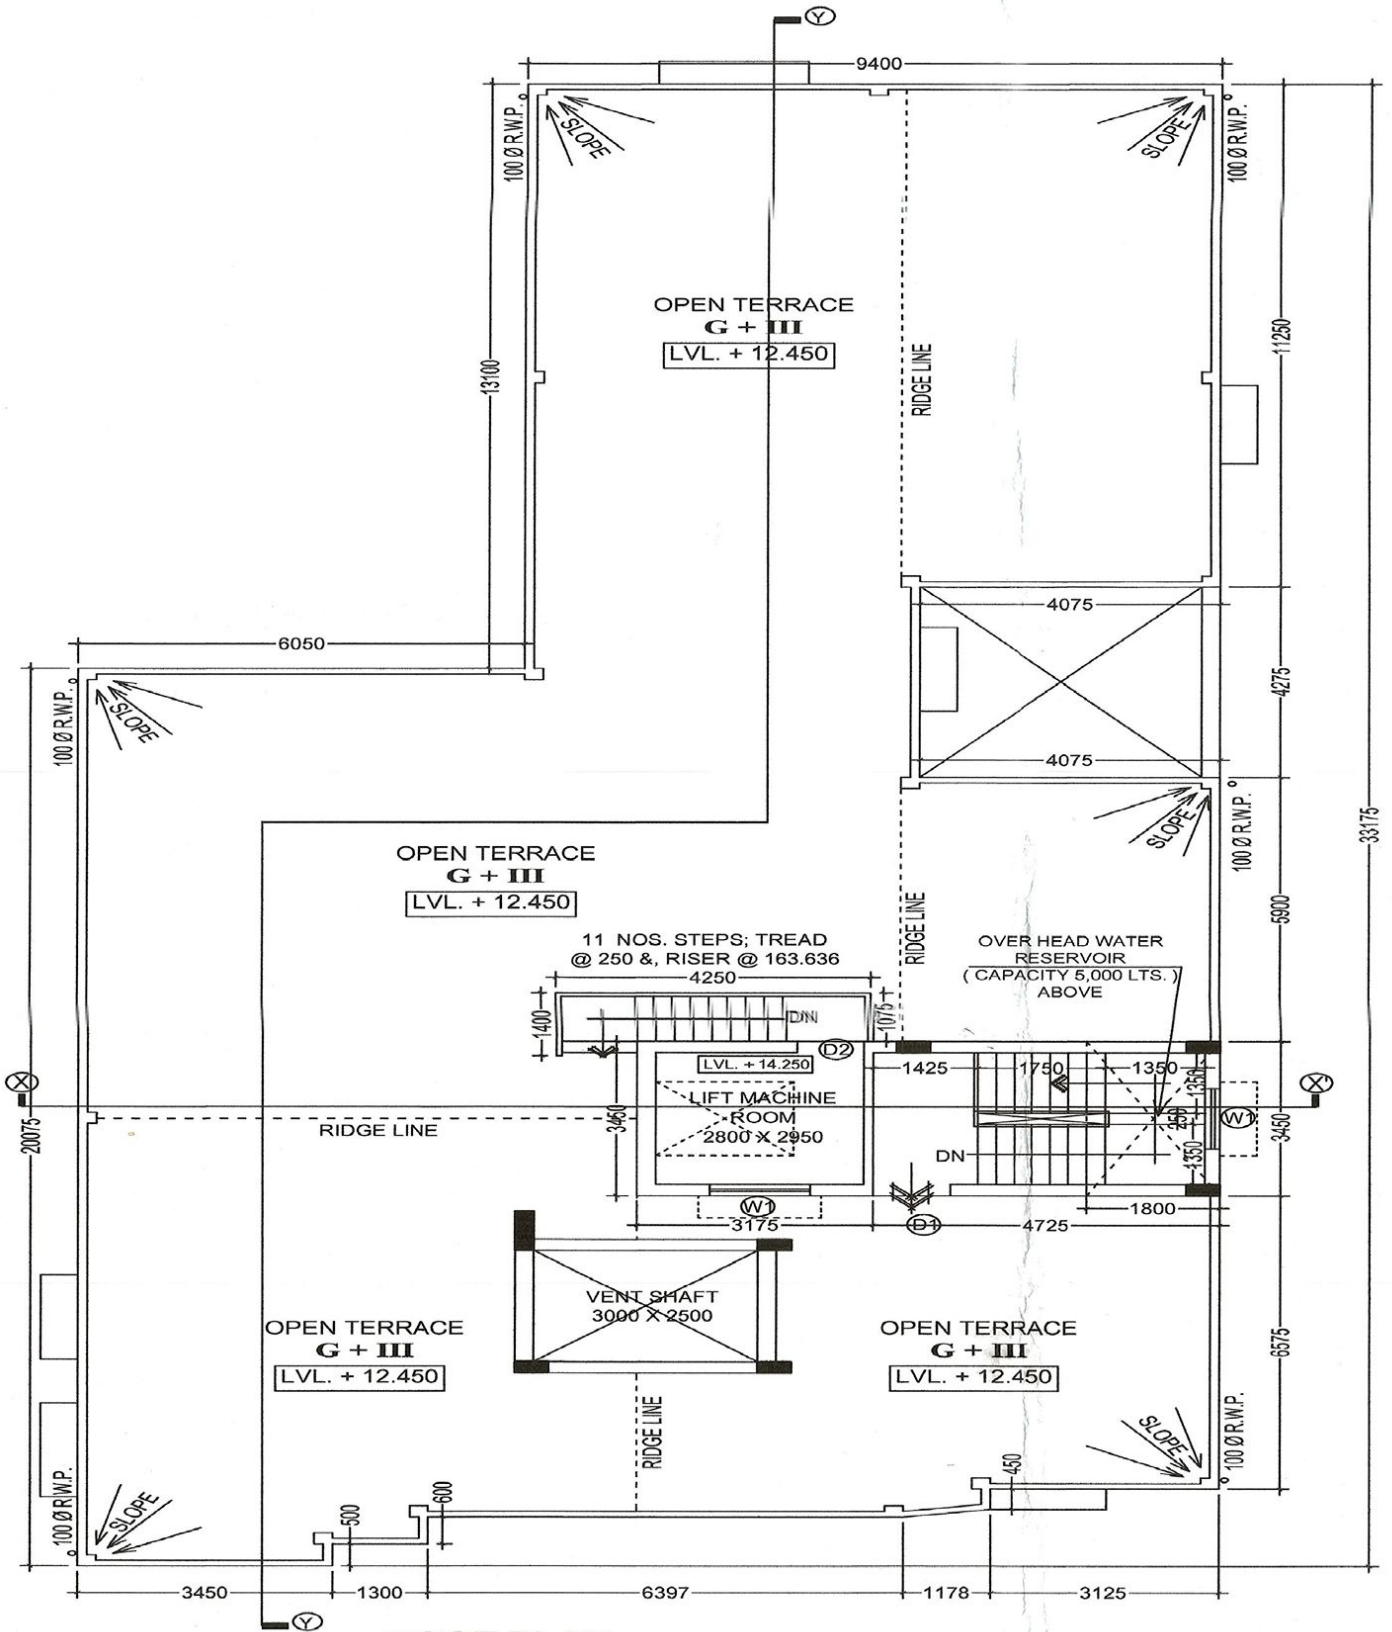 Y
9400
100 Ø R.W.P.
SLOPE
SLOPE
100 Ø R.W.P.
OPEN TERRACE
G + III
LVL. + 12.450
RIDGE LINE
13100
11250
4075
6050
4275
100 Ø R.W.P.
SLOPE
4075
SLOPE
100 Ø R.W.P.
33175
OPEN TERRACE
G + III
LVL. + 12.450
RIDGE LINE
5900
11 NOS. STEPS; TREAD
@ 250 &, RISER @ 163.636
4250
OVER HEAD WATER
RESERVOIR
( CAPACITY 5,000 LTS. )
ABOVE
1400
DN
1075
D2
LVL. + 14.250
1425
1750
1350
X
1350
X'
20075
RIDGE LINE
3450
LIFT MACHINE
ROOM
2800 X 2950
250
W1
3450
DN
1350
W1
3175
D1
4725
1800
VENT SHAFT
3000 X 2500
OPEN TERRACE
G + III
LVL. + 12.450
OPEN TERRACE
G + III
LVL. + 12.450
6575
RIDGE LINE
SLOPE
100 Ø R.W.P.
450
100 Ø R.W.P.
SLOPE
500
600
3450
1300
6397
1178
3125
Y